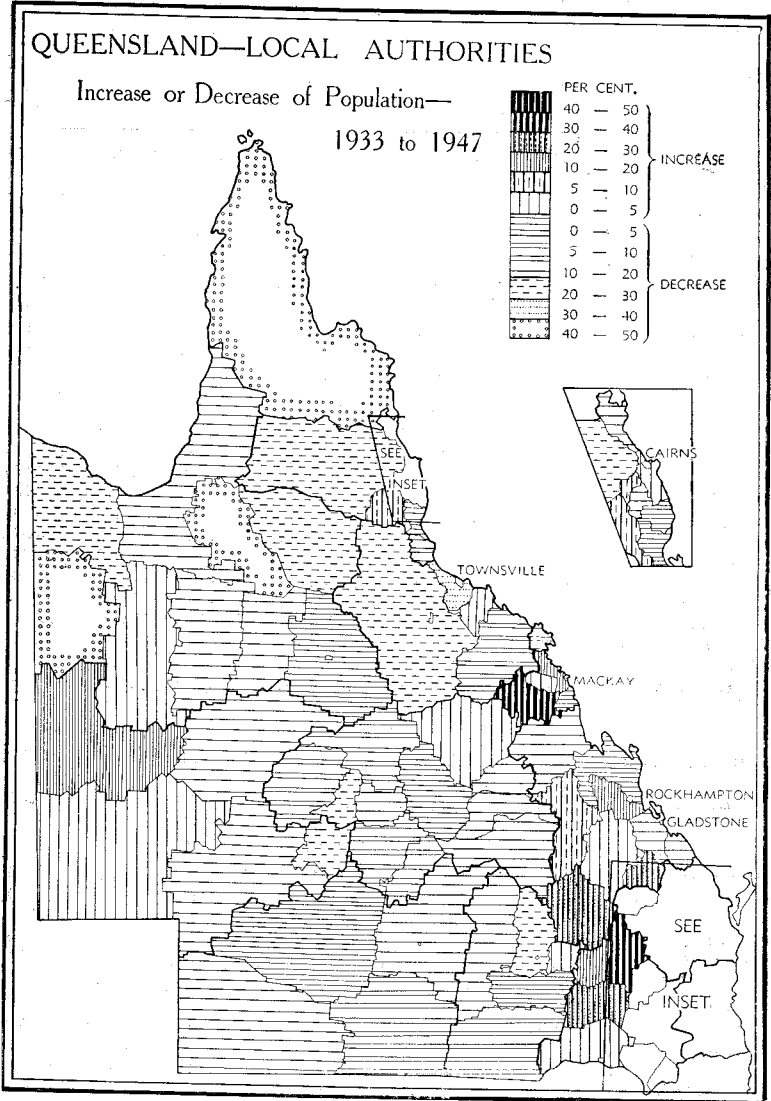 QUEENSLAND—LOCAL AUTHORITIES
Increase or Decrease of Population—
1933 to 1947
PER CENT.
40 — 50
30 — 40
20 — 30
10 — 20
5 — 10
0 — 5
INCREASE
0 — 5
5 — 10
10 — 20
20 — 30
30 — 40
40 — 50
DECREASE
CAIRNS
SEE
INSET
TOWNSVILLE
MACKAY
ROCKHAMPTON
GLADSTONE
SEE
INSET